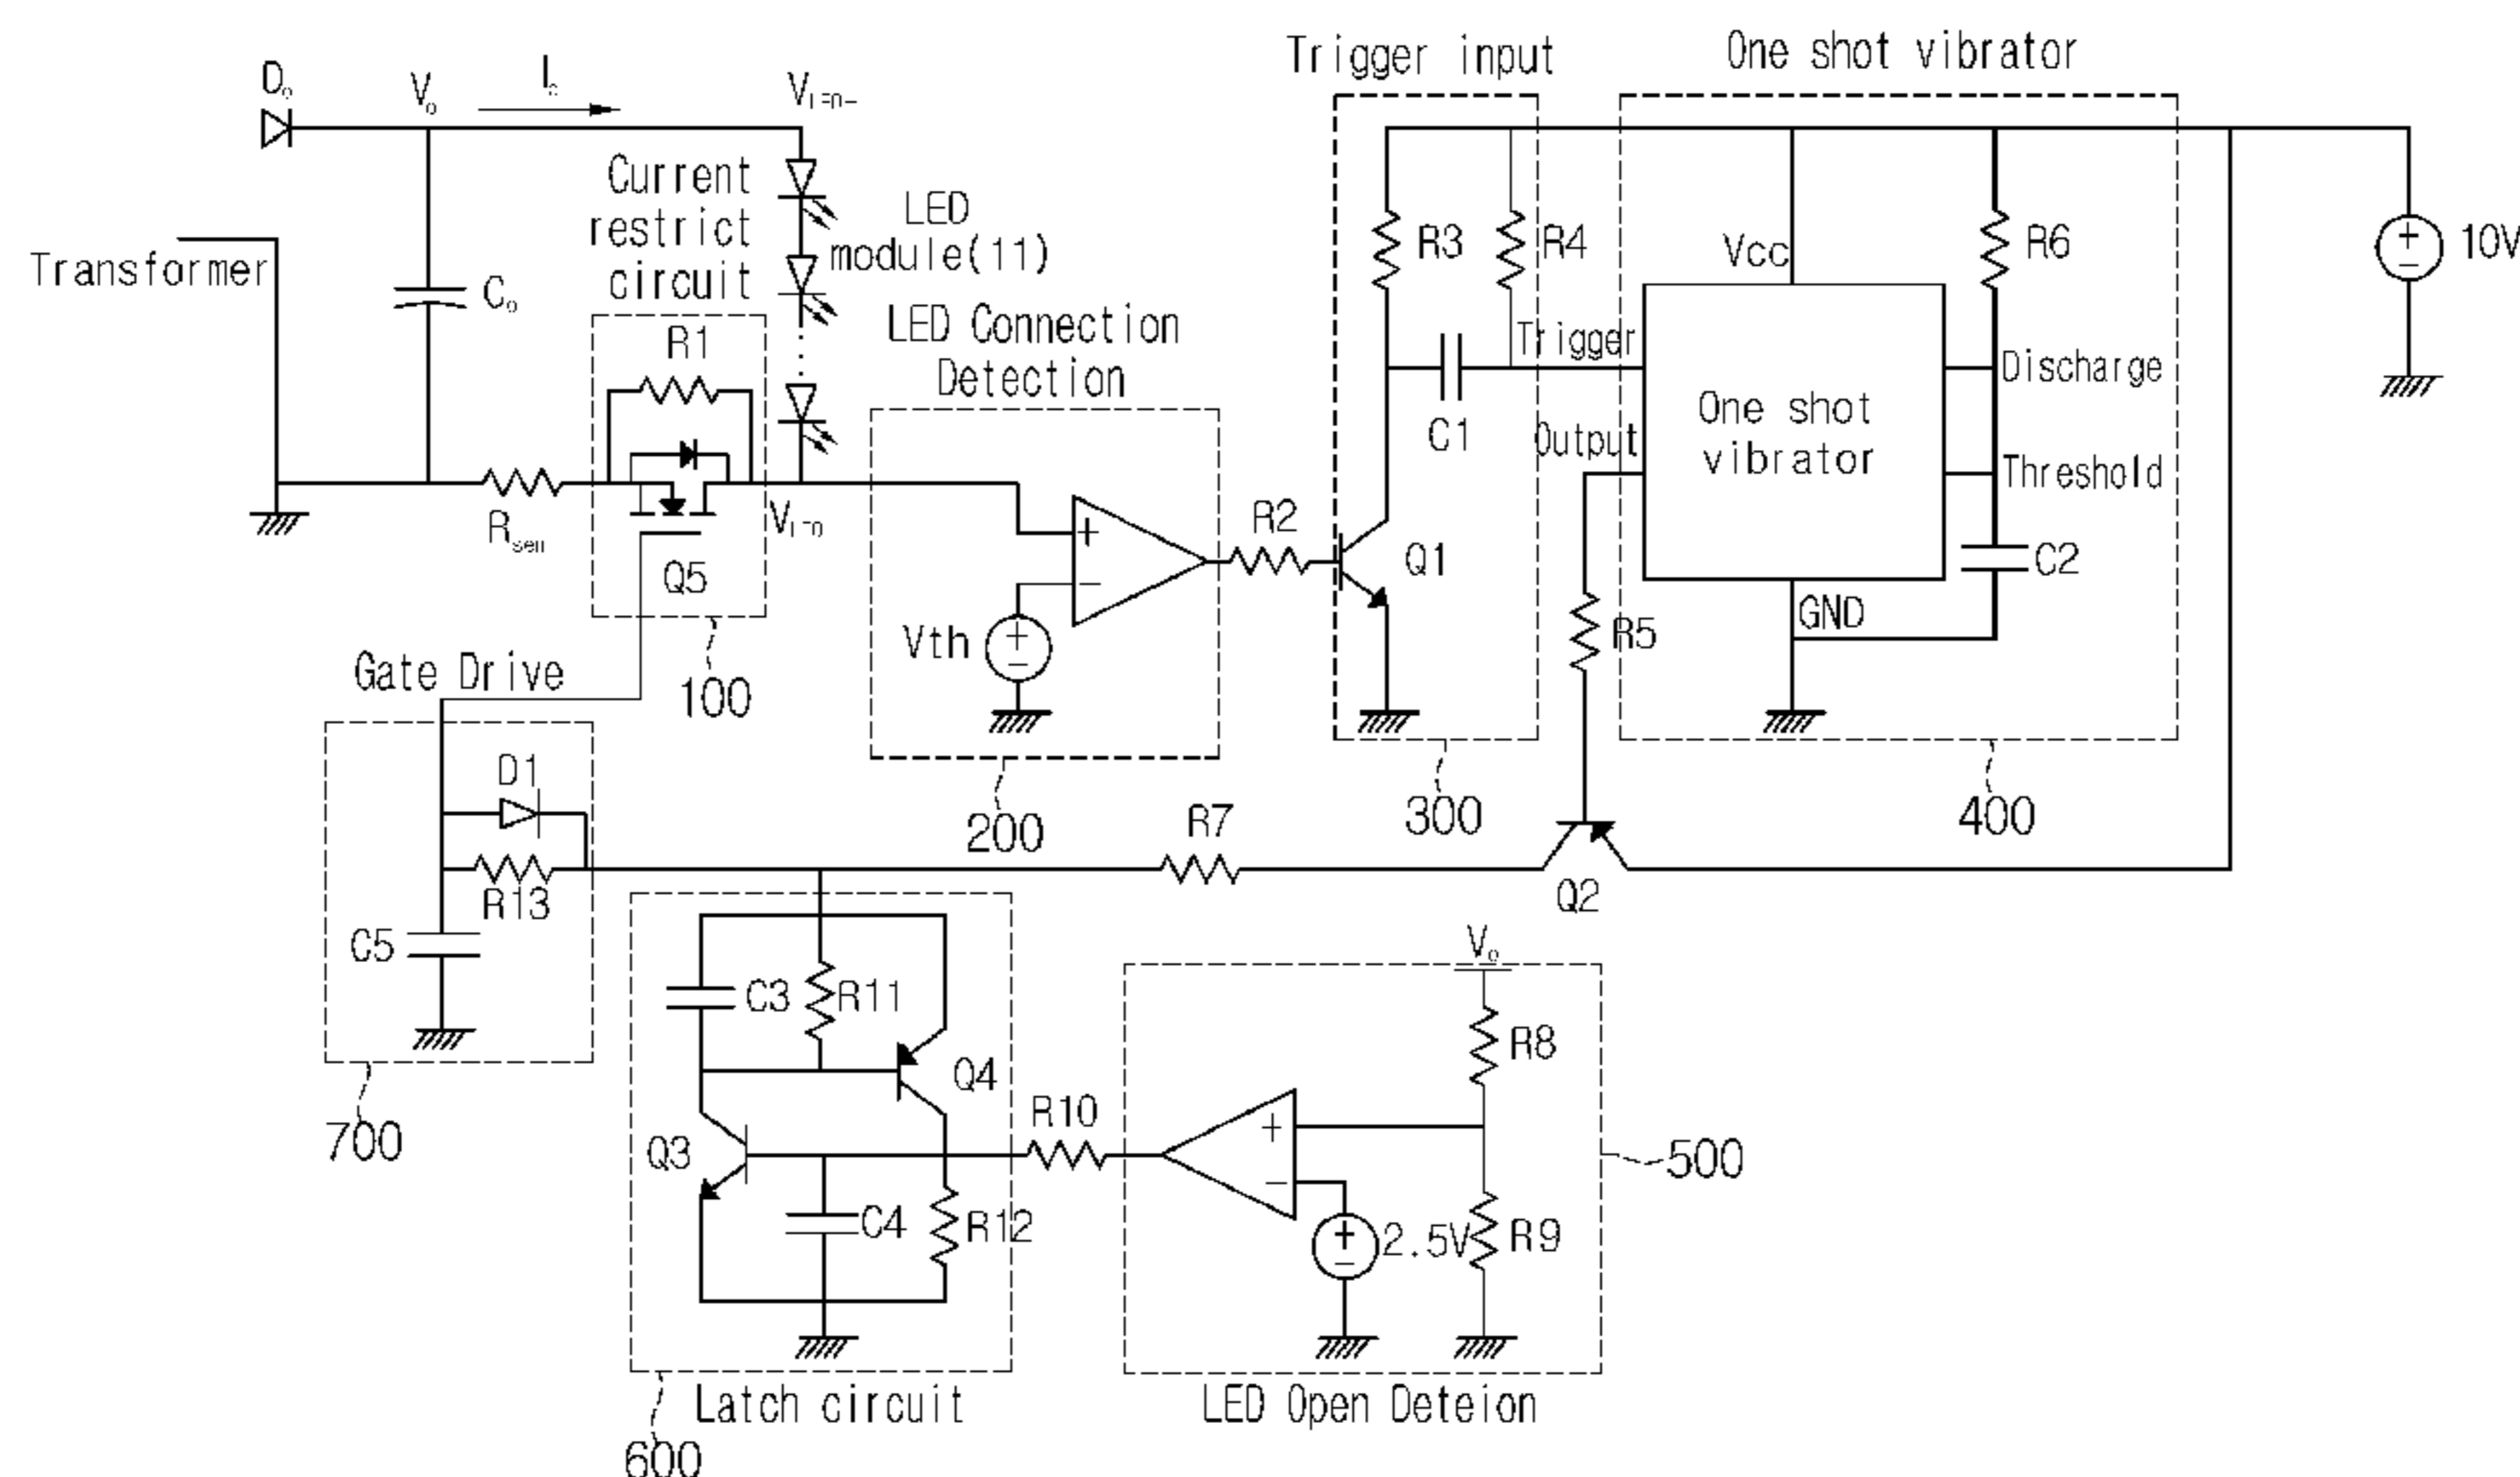 Trigger input
One shot vibrator
Do
Vo
Current
restrict
circuit
LED
module(11)
Transformer
Co
R1
LED Connection
Detection
R3
R4
Vcc
R6
10V
+
-
Trigger
Discharge
C1
Output
One shot
vibrator
Threshold
Rsen
Q5
+
-
R2
Q1
C2
GND
R5
Vth
+
-
Gate Drive
100
200
300
400
D1
R7
R13
C5
Q2
700
C3
R11
Q4
Q3
C4
R12
R10
Vo
R8
+
-
500
2.5V
+
-
R9
Latch circuit
600
LED Open Deteion